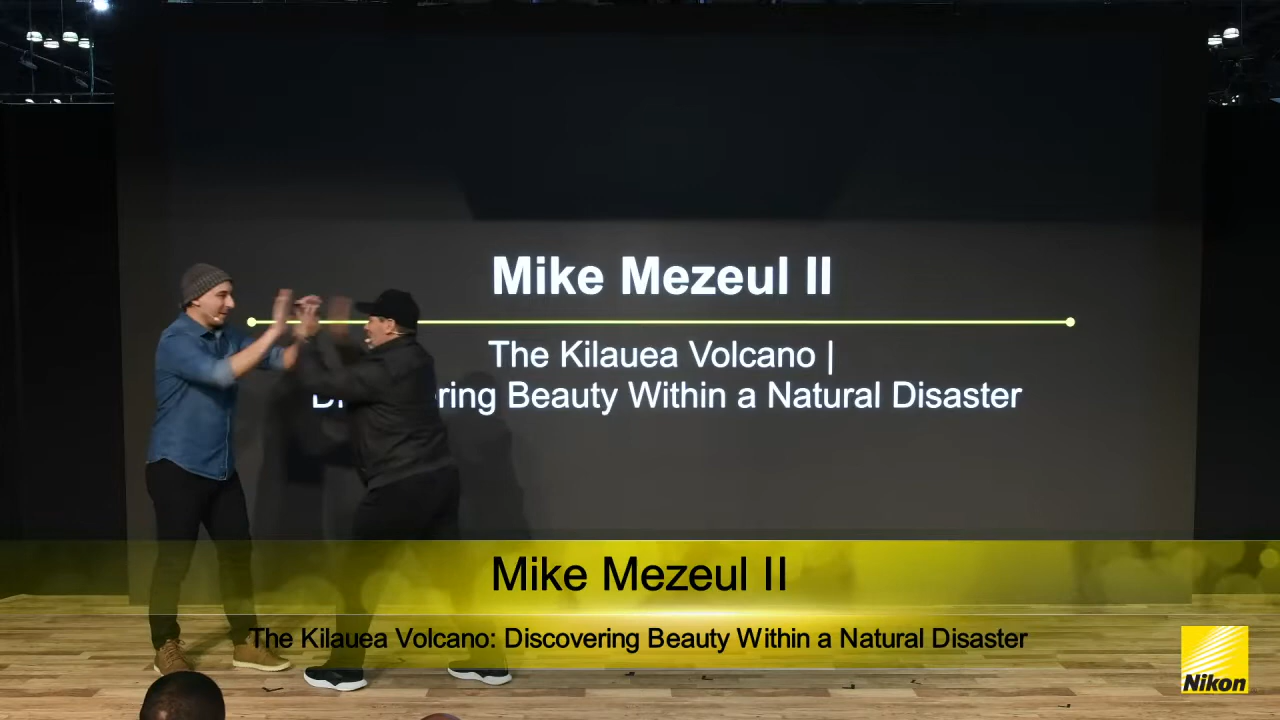 Mike Mezeul II
The Kilauea Volcano |
Beauty Within a Natural Disaster
Mike Mezeul II
The Kilauea Volcano: Discovering Beauty Within a Natural Disaster
Nikon